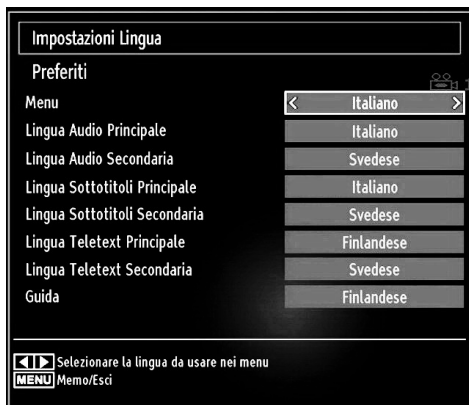 Impostazioni Lingua
Preferiti
Menu Italiano
Lingua Audio Principale Italiano
Lingua Audio Secondaria Svedese
Lingua Sottotitoli Principale Italiano
Lingua Sottotitoli Secondaria Svedese
Lingua Teletext Principale Finlandese
Lingua Teletext Secondaria Svedese
Guida Finlandese
Selezionare la lingua da usare nei menu
MENU Memo/Esci